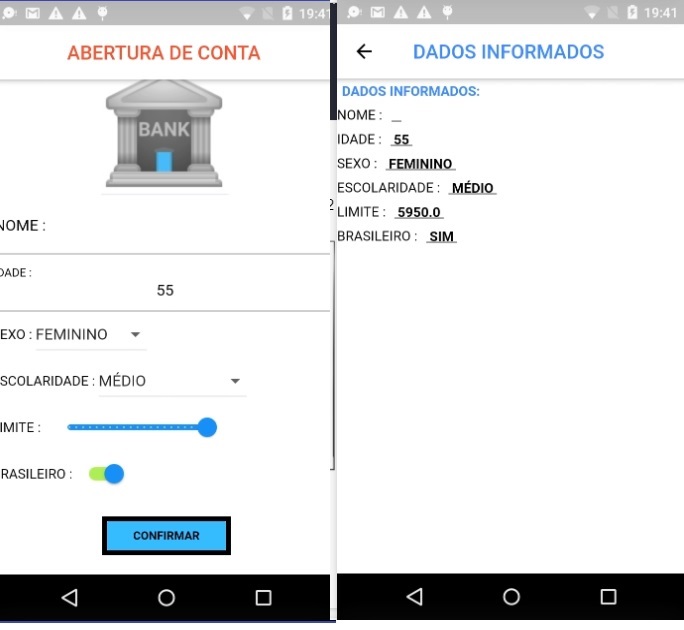 19:41
ABERTURA DE CONTA
BANK
NOME :
DADE :
55
EXO : FEMININO
SCOLARIDADE : MÉDIO
IMITE :
RASILEIRO :
CONFIRMAR
19:41
DADOS INFORMADOS
DADOS INFORMADOS:
NOME :
IDADE : 55
SEXO : FEMININO
ESCOLARIDADE : MÉDIO
LIMITE : 5950.0
BRASILEIRO : SIM